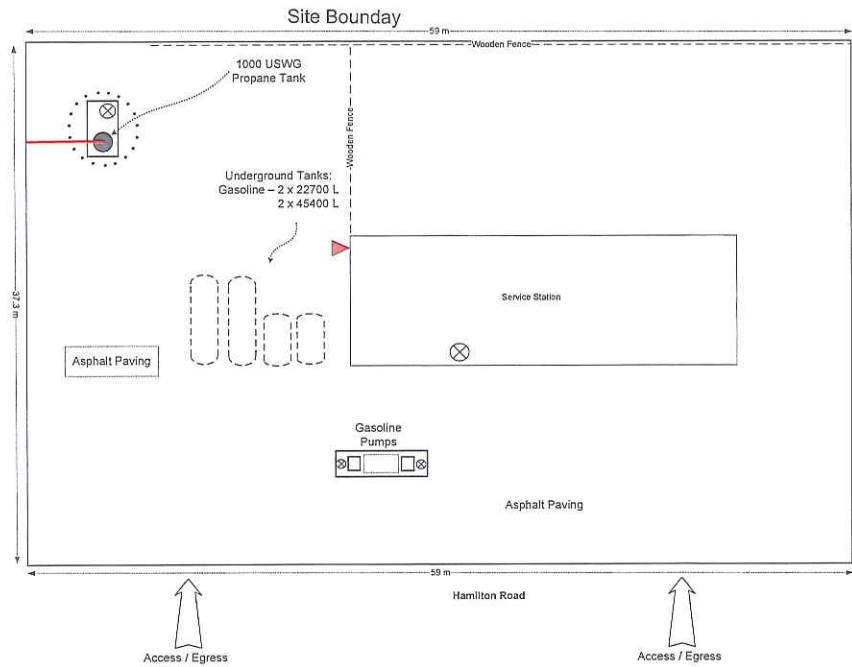 Site Bounday
59 m
Wooden Fence
1000 USWG
Propane Tank
Wooden Fence
Underground Tanks:
Gasoline – 2 x 22700 L
2 x 45400 L
37.3 m
Service Station
Asphalt Paving
Gasoline
Pumps
Asphalt Paving
59 m
Hamilton Road
Access / Egress
Access / Egress